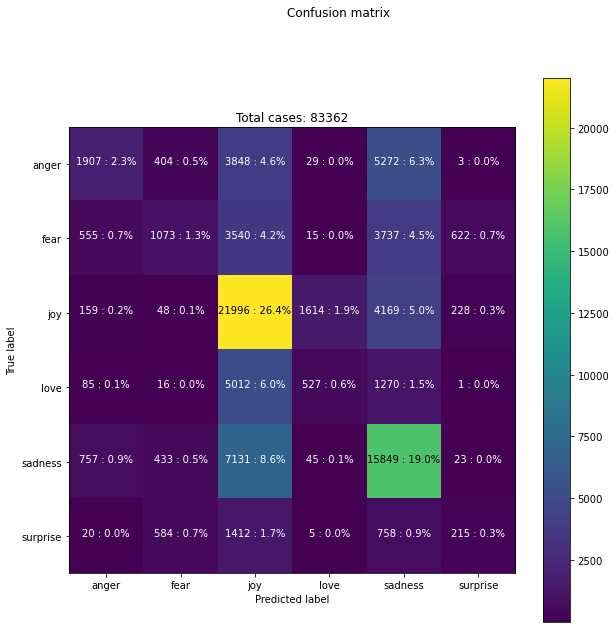 Confusion matrix
Total cases: 83362
anger 1907 : 2.3% 404 : 0.5% 3848 : 4.6% 29 : 0.0% 5272 : 6.3% 3 : 0.0%
fear 555 : 0.7% 1073 : 1.3% 3540 : 4.2% 15 : 0.0% 3737 : 4.5% 622 : 0.7%
joy 159 : 0.2% 48 : 0.1% 21996 : 26.4% 1614 : 1.9% 4169 : 5.0% 228 : 0.3%
love 85 : 0.1% 16 : 0.0% 5012 : 6.0% 527 : 0.6% 1270 : 1.5% 1 : 0.0%
sadness 757 : 0.9% 433 : 0.5% 7131 : 8.6% 45 : 0.1% 15849 : 19.0% 23 : 0.0%
surprise 20 : 0.0% 584 : 0.7% 1412 : 1.7% 5 : 0.0% 758 : 0.9% 215 : 0.3%
anger fear joy love sadness surprise
Predicted label
True label
20000
17500
15000
12500
10000
7500
5000
2500